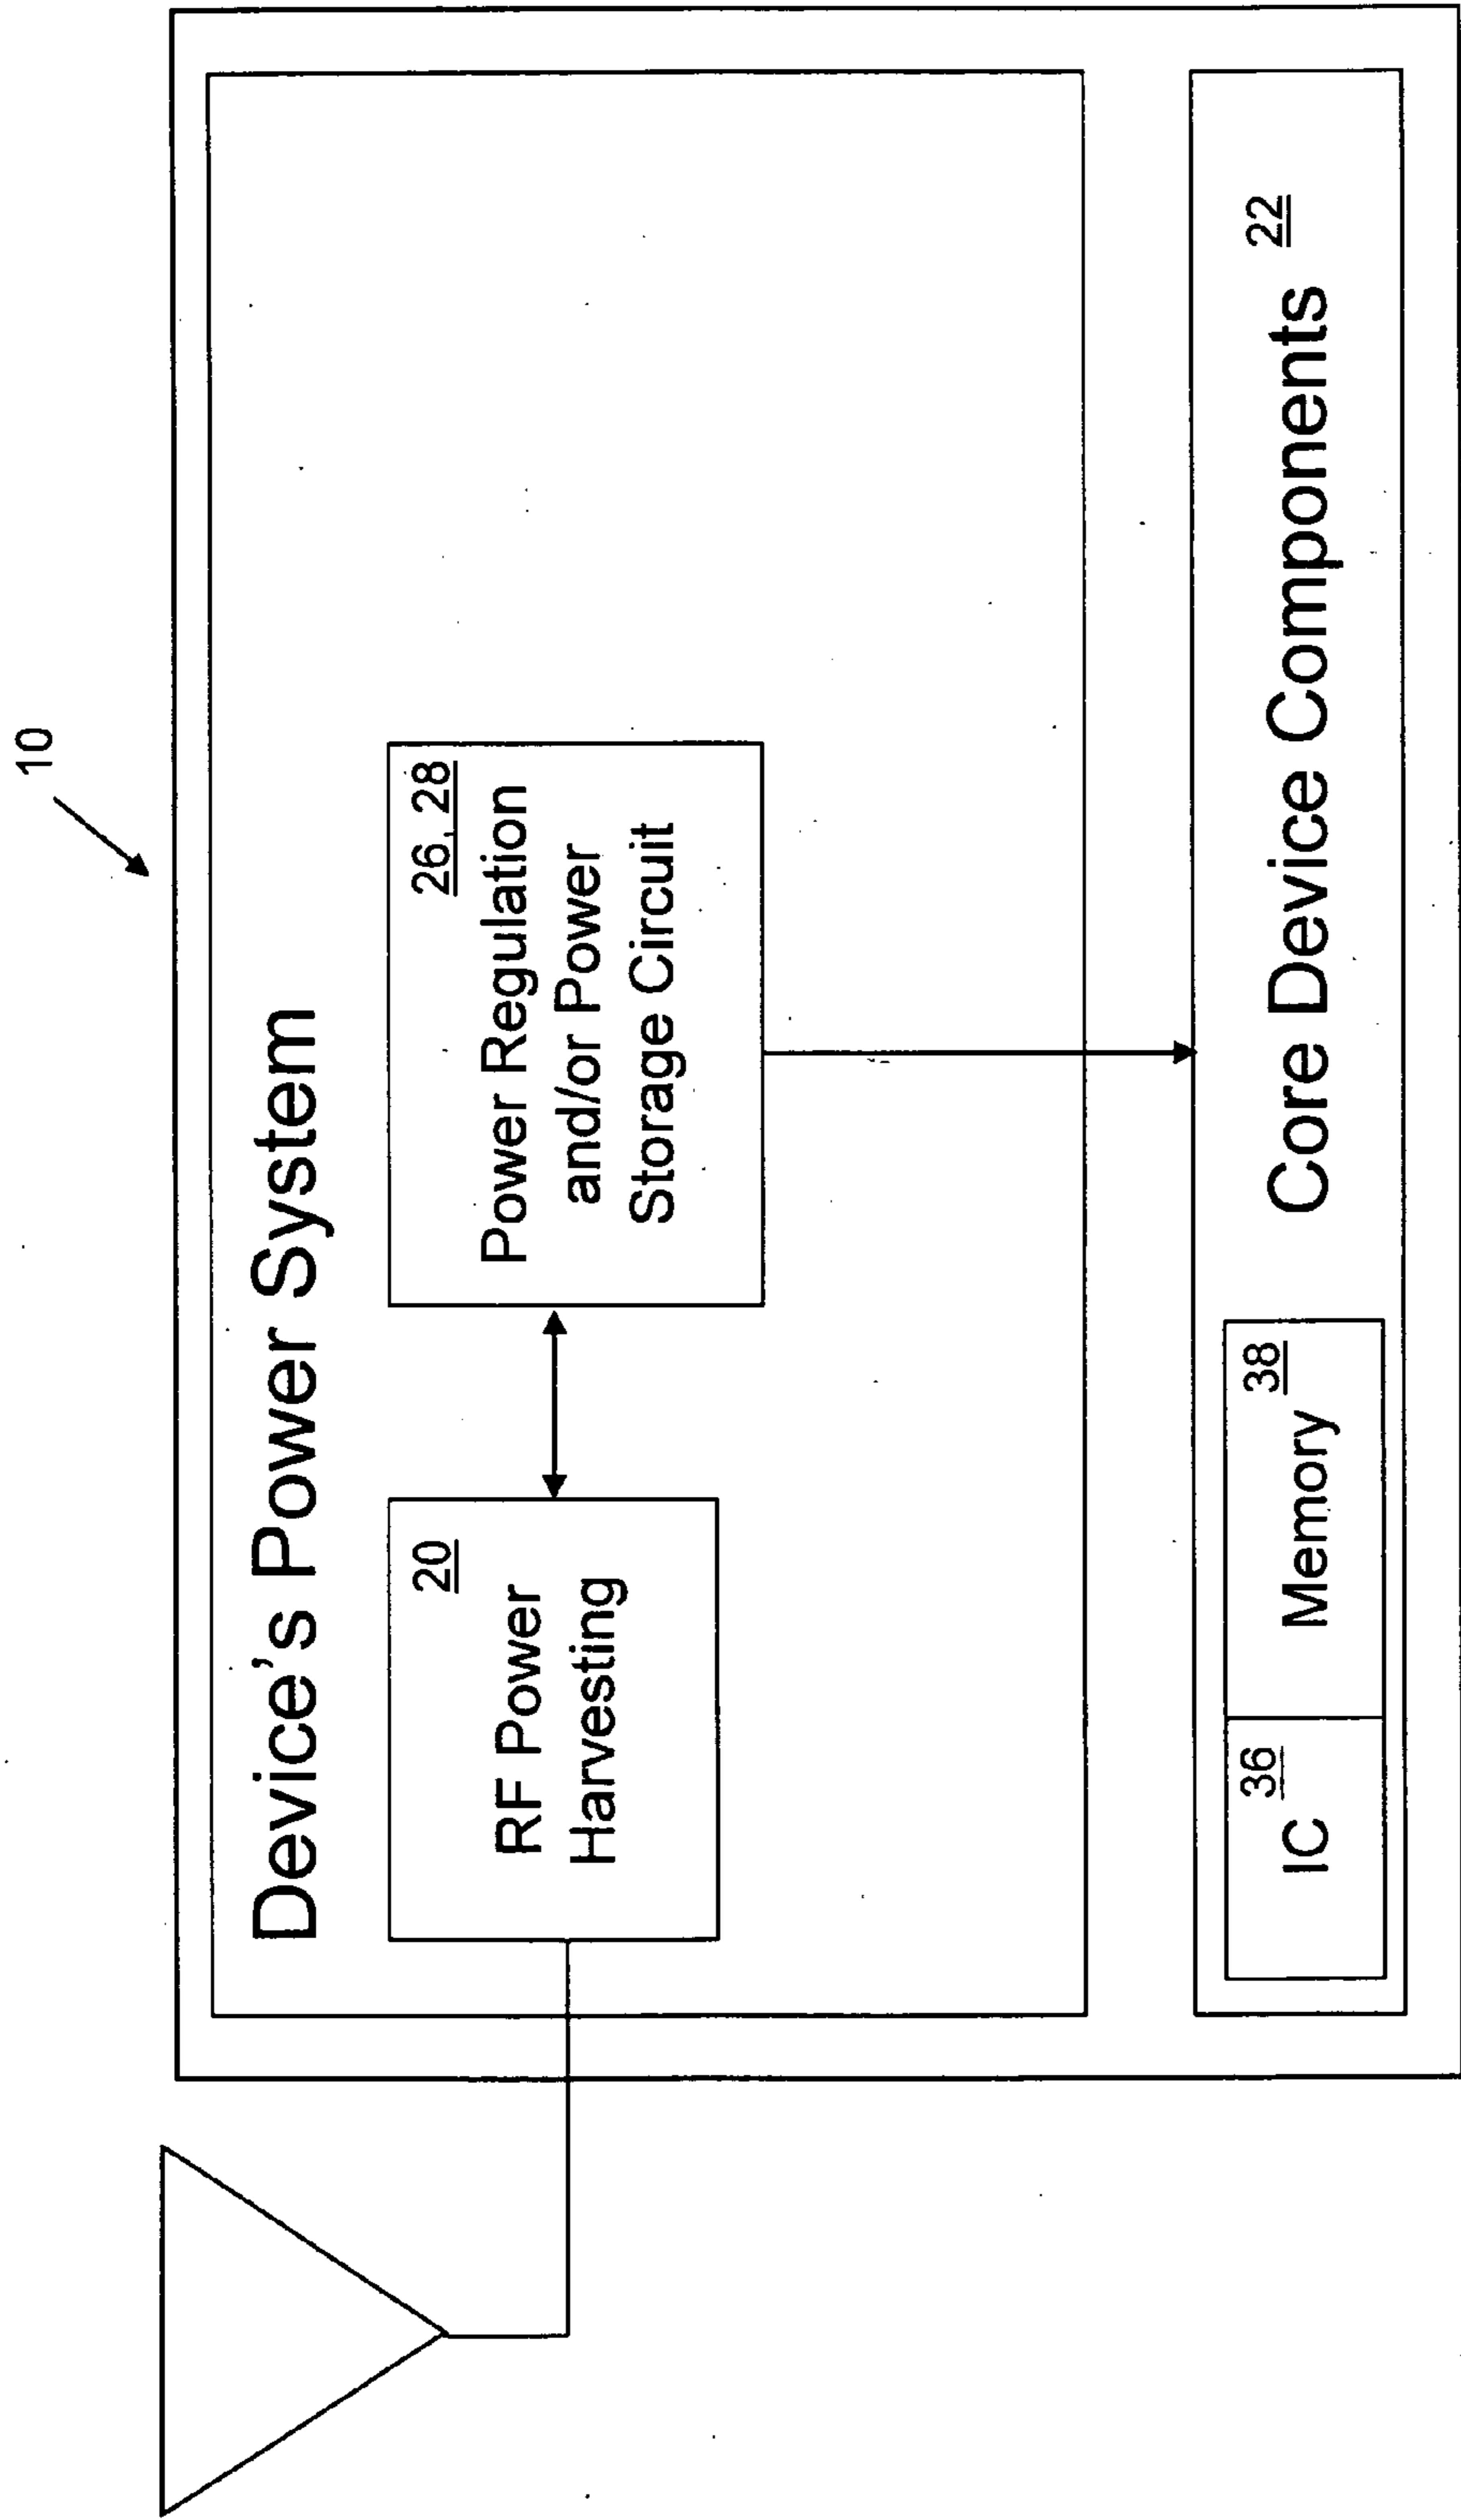 10
Device's Power System
20
RF Power
Harvesting
26, 28
Power Regulation
and/or Power
Storage Circuit
IC 36
Memory 38
Core Device Components 22